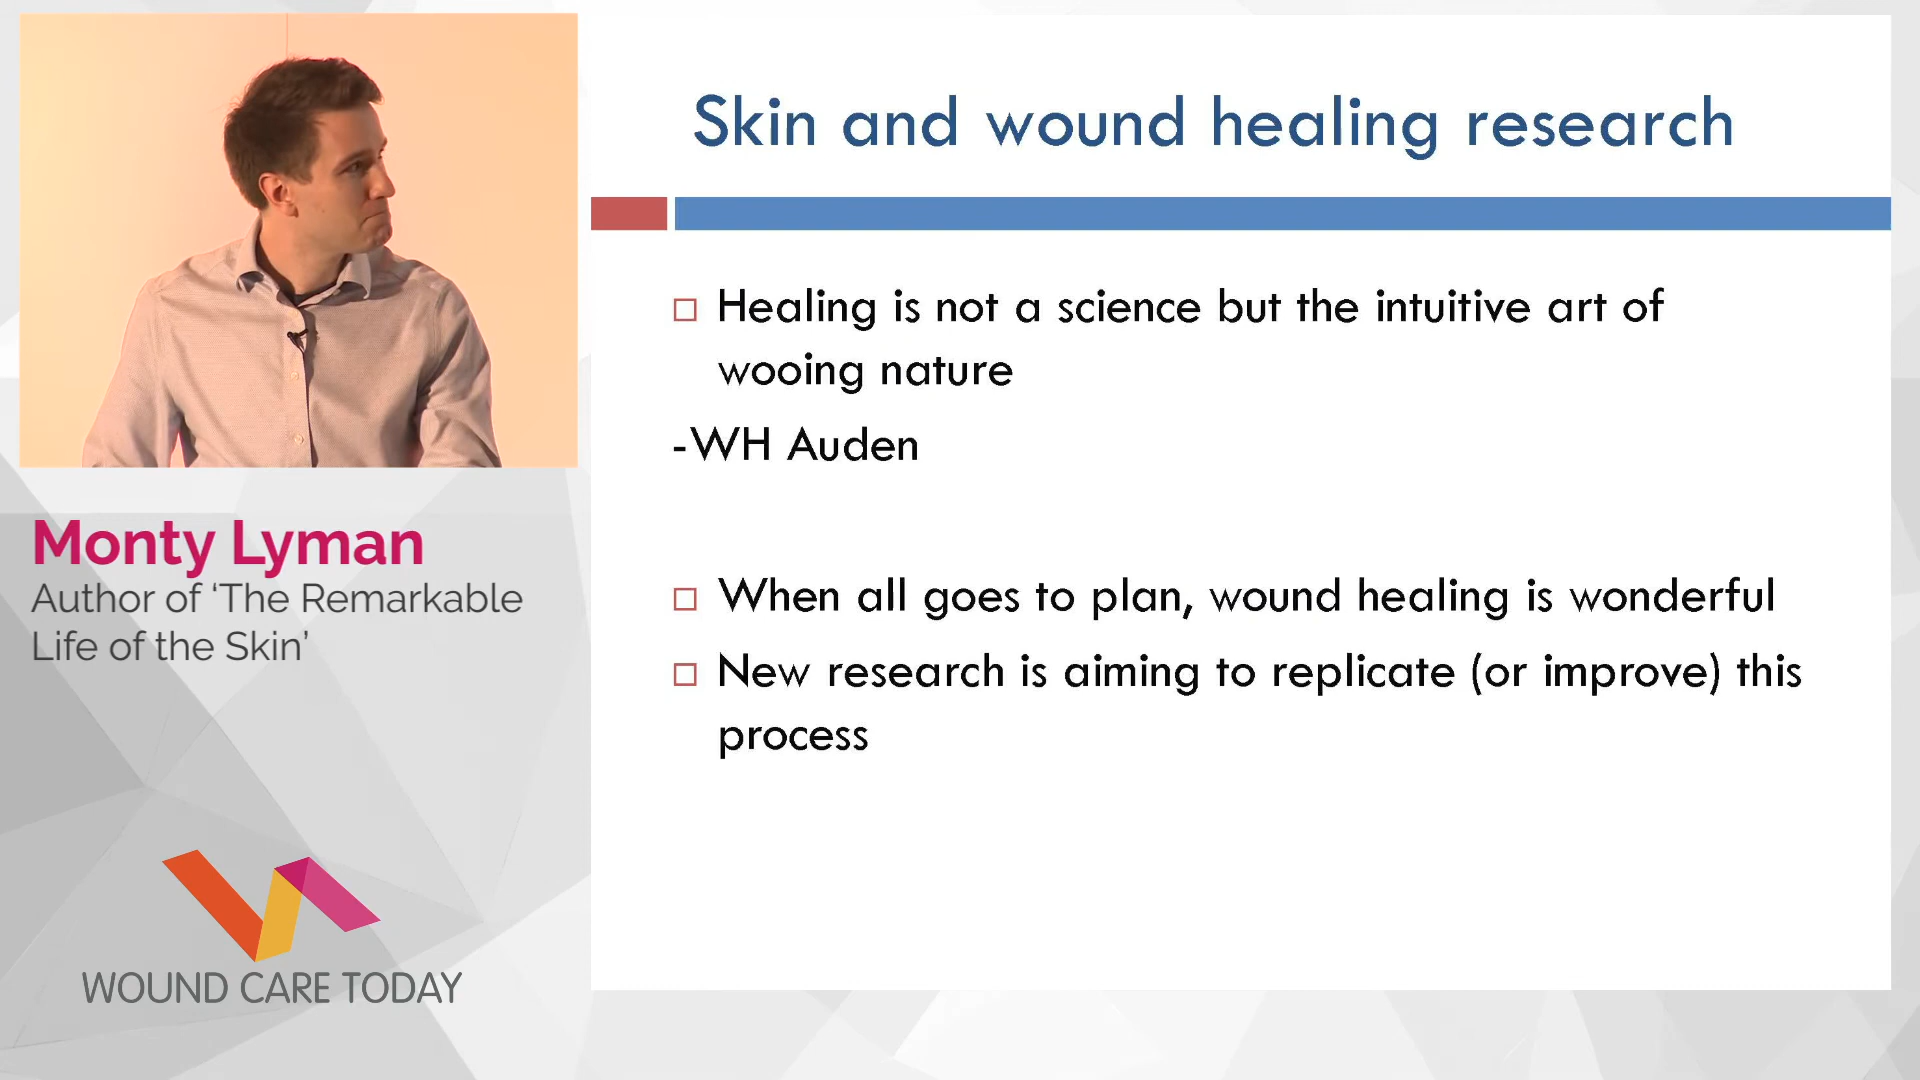 Skin and wound healing research
□ Healing is not a science but the intuitive art of
wooing nature
-WH Auden
□ When all goes to plan, wound healing is wonderful
□ New research is aiming to replicate (or improve) this
process
Monty Lyman
Author of ‘The Remarkable
Life of the Skin’
WOUND CARE TODAY